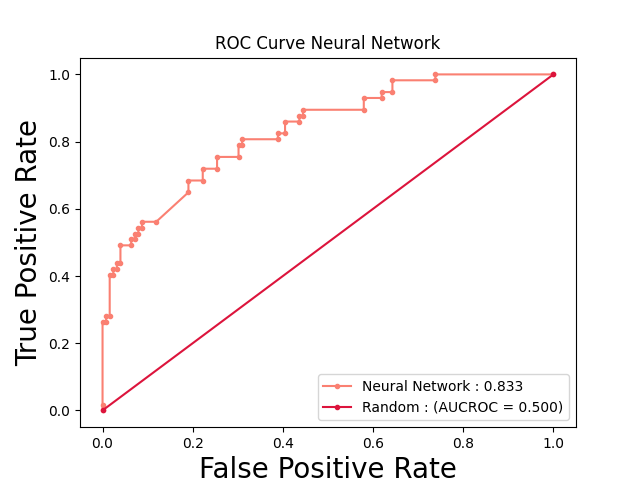 ROC Curve Neural Network
True Positive Rate
1.0
0.8
0.6
0.4
0.2
0.0
Neural Network : 0.833
Random : (AUCROC = 0.500)
0.0 0.2 0.4 0.6 0.8 1.0
False Positive Rate